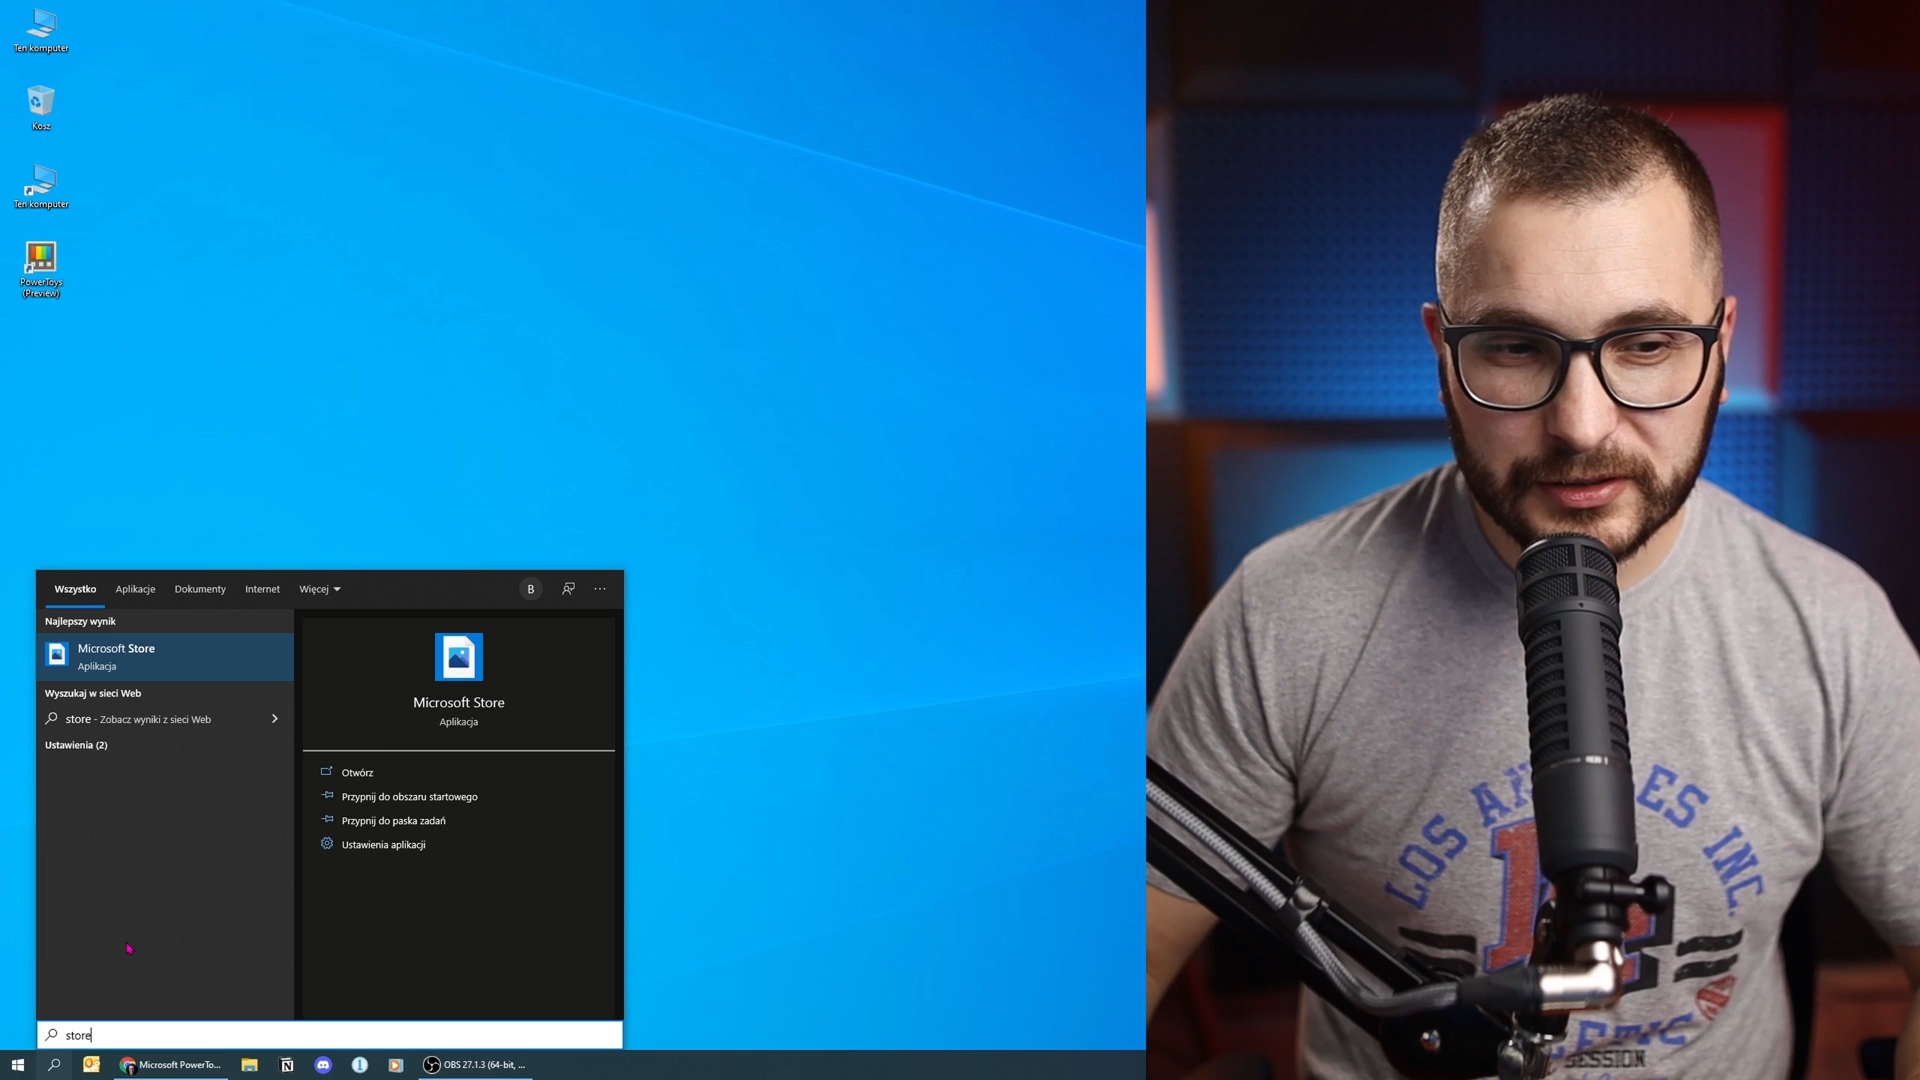 Ten komputer
Kosz
Ten komputer
PowerToys
(Preview)
Wszystko Aplikacje Dokumenty Internet Więcej
B
Najlepszy wynik
Microsoft Store
Aplikacja
Wyszukaj w sieci Web
store - Zobacz wyniki z sieci Web
Ustawienia (2)
Microsoft Store
Aplikacja
Otwórz
Przypnij do obszaru startowego
Przypnij do paska zadań
Ustawienia aplikacji
store
Microsoft PowerTo...
OBS 27.1.3 (64-bit, ...
LOS ANGELES INC.
SESSION